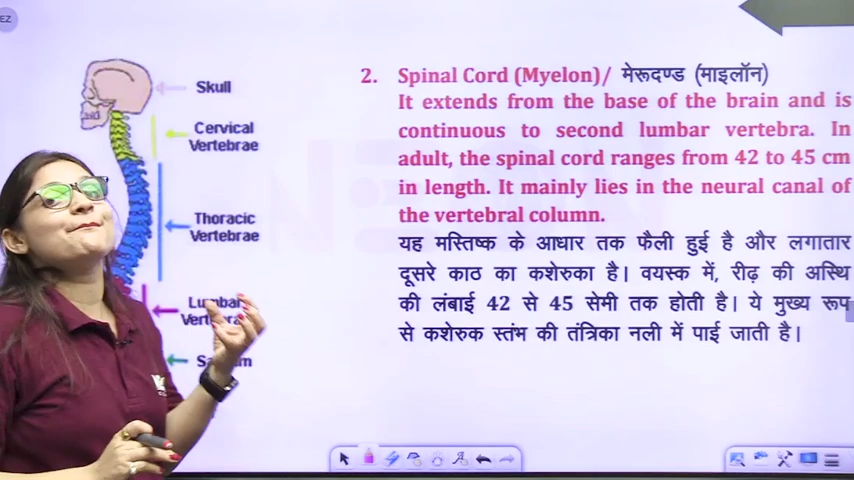 EZ
Skull
Cervical
Vertebrae
Thoracic
Vertebrae
Lumbar
2. Spinal Cord (Myelon)/ मेरूदण्ड (माइलॉन)
It extends from the base of the brain and is
continuous to second lumbar vertebra. In
adult, the spinal cord ranges from 42 to 45 cm
in length. It mainly lies in the neural canal of
the vertebral column.
यह मस्तिष्क के आधार तक फैली हुई है और लगातार
दूसरे काठ का कशेरुका है। वयस्क में, रीढ़ की अस्थि
की लंबाई 42 से 45 सेमी तक होती है। ये मुख्य रूप
से कशेरुक स्तंभ की तंत्रिका नली में पाई जाती है।